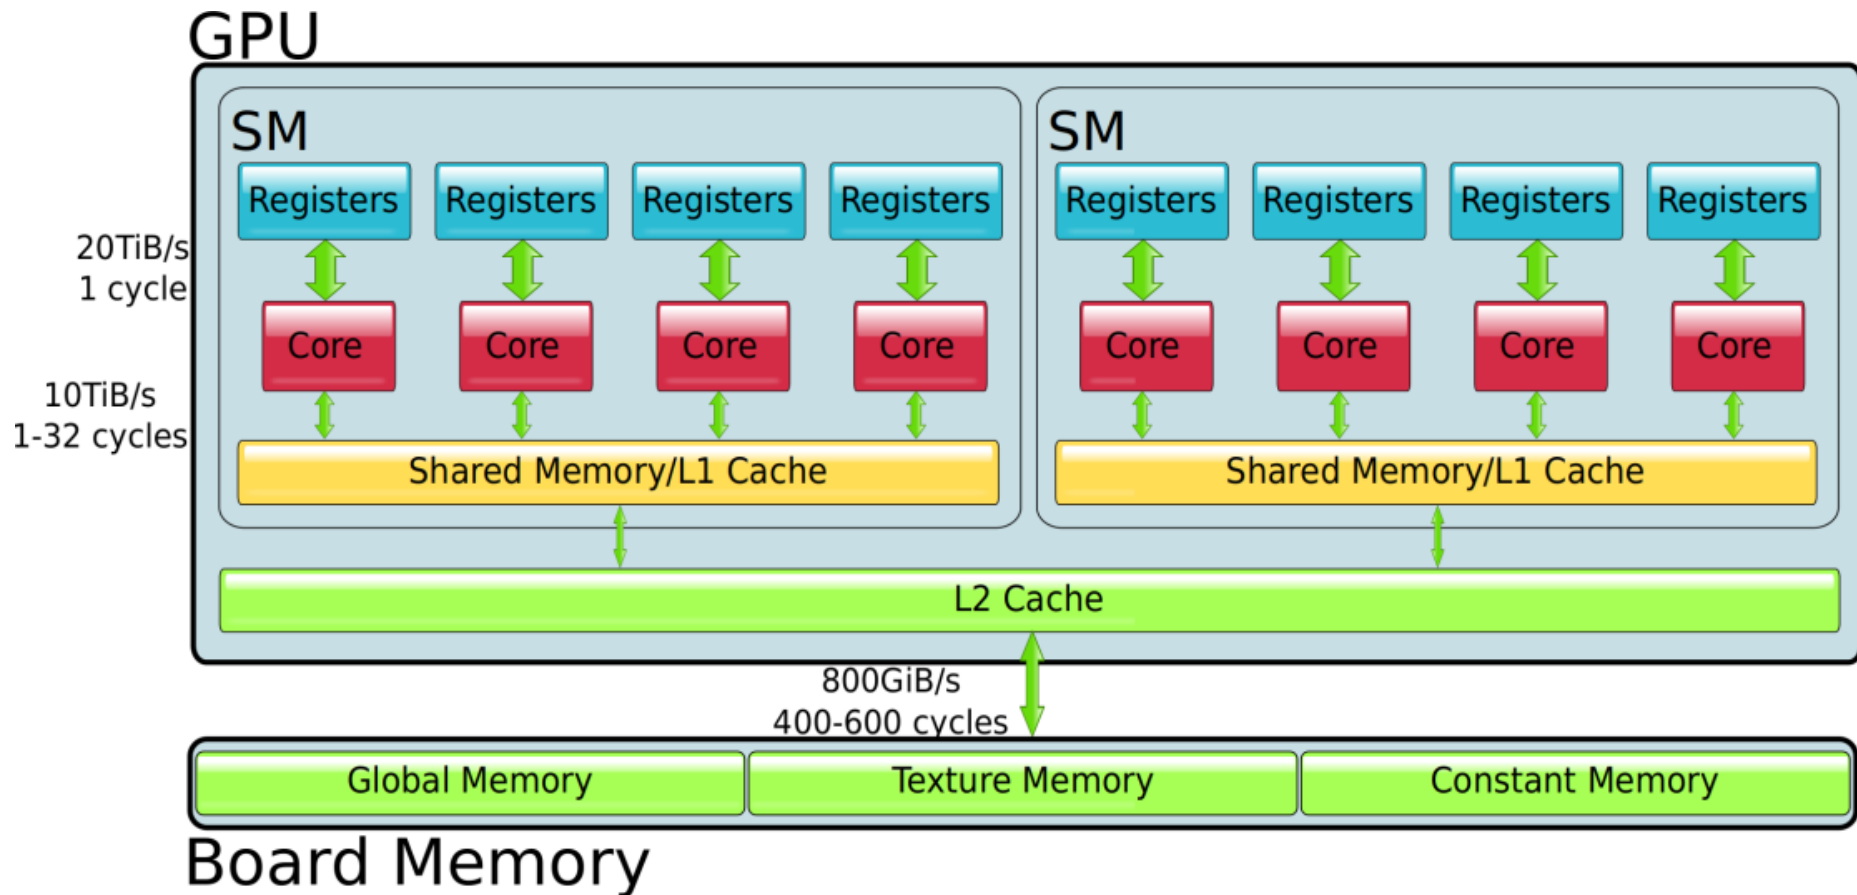 GPU
SM
SM
Registers
Registers
Registers
Registers
Registers
Registers
Registers
Registers
20TiB/s
1 cycle
Core
Core
Core
Core
Core
Core
Core
Core
10TiB/s
1-32 cycles
Shared Memory/L1 Cache
Shared Memory/L1 Cache
L2 Cache
800GiB/s
400-600 cycles
Global Memory
Texture Memory
Constant Memory
Board Memory